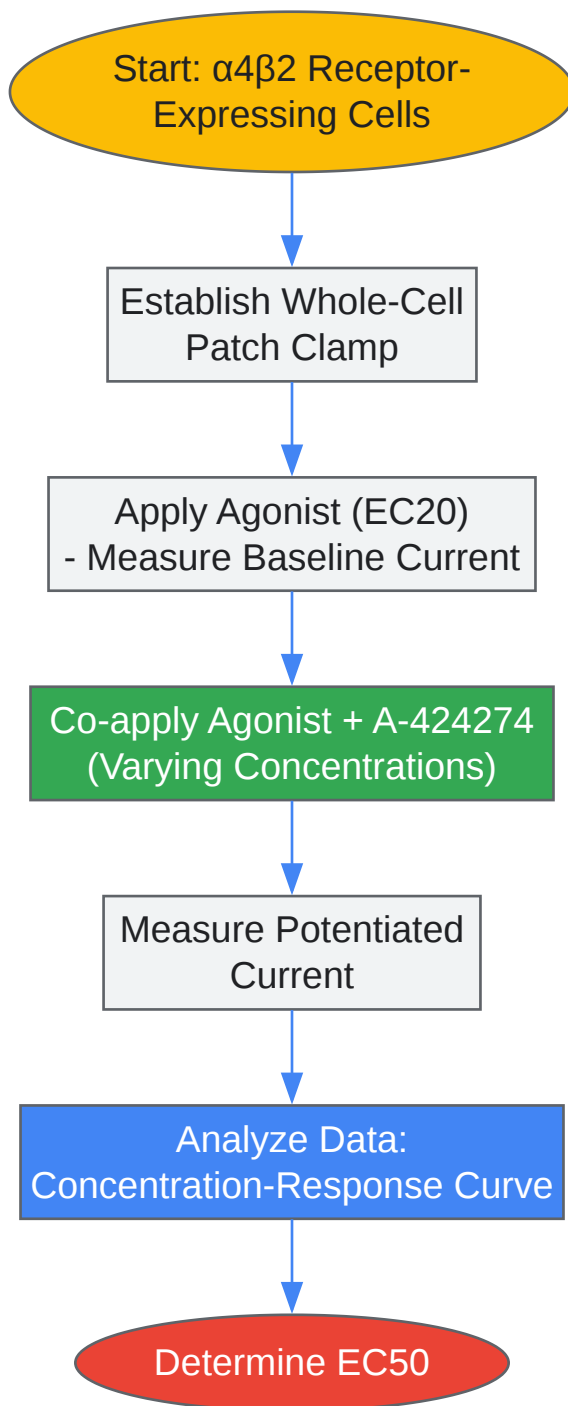 Start: α4β2 Receptor-
Expressing Cells
Establish Whole-Cell
Patch Clamp
Apply Agonist (EC20)
- Measure Baseline Current
Co-apply Agonist + A-424274
(Varying Concentrations)
Measure Potentiated
Current
Analyze Data:
Concentration-Response Curve
Determine EC50